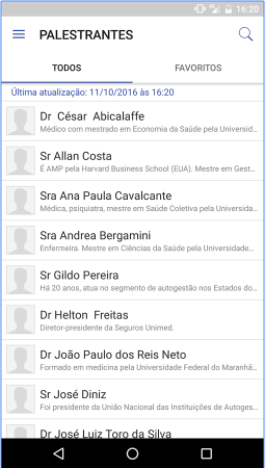 16:20
PALESTRANTES
TODOS
FAVORITOS
Última atualização: 11/10/2016 às 16:20
Dr César Abicalaffe
Médico com mestrado em Economia da Saúde pela Universid...
Sr Allan Costa
É AMP pela Harvard Business School (EUA). Mestre em Gest...
Sra Ana Paula Cavalcante
Médica, psiquiatra, mestre em Saúde Coletiva pela Universida...
Sra Andrea Bergamini
Enfermeira. Mestre em Ciências da Saúde pela Universidade...
Sr Gildo Pereira
Há 20 anos, atua no segmento de autogestão nos Estados do...
Dr Helton Freitas
Diretor-presidente da Seguros Unimed.
Dr João Paulo dos Reis Neto
Formado em medicina pela Universidade Federal do Maranhã...
Sr José Diniz
Foi presidente da União Nacional das Instituições de Autoges...
Dr José Luiz Toro da Silva